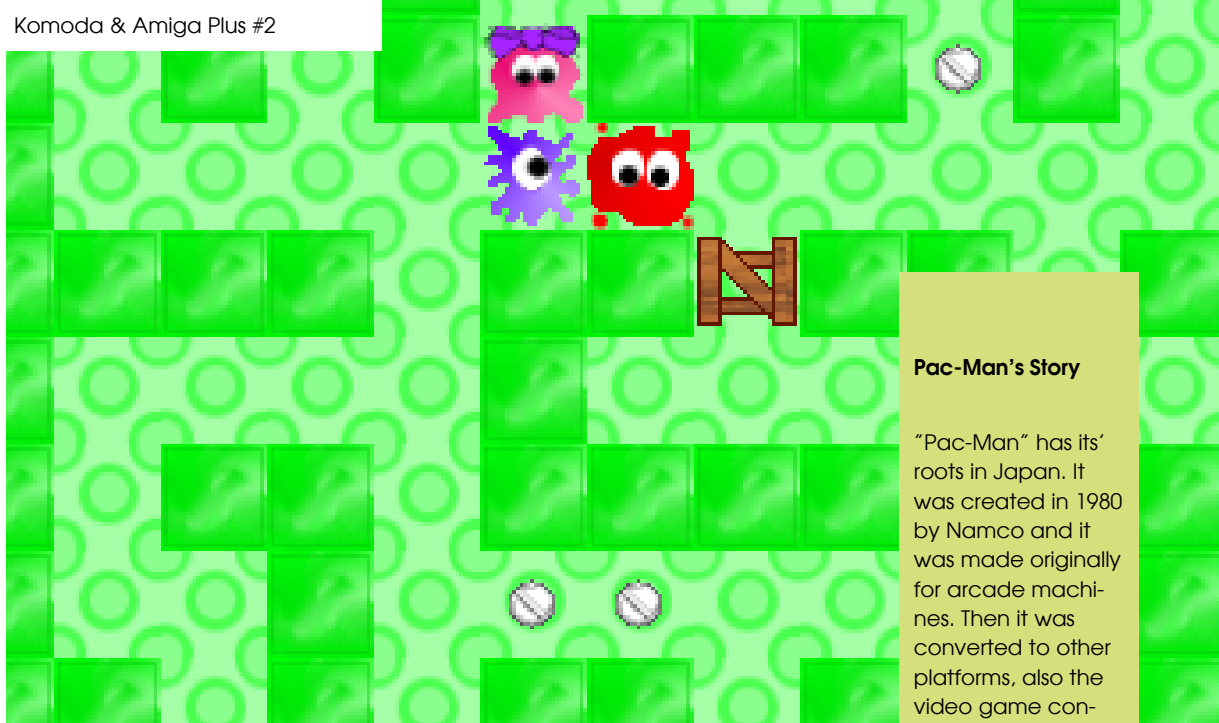 Komoda & Amiga Plus #2
Pac-Man’s Story
“Pac-Man” has its’
roots in Japan. It
was created in 1980
by Namco and it
was made originally
for arcade machi-
nes. Then it was
converted to other
platforms, also the
video game con-